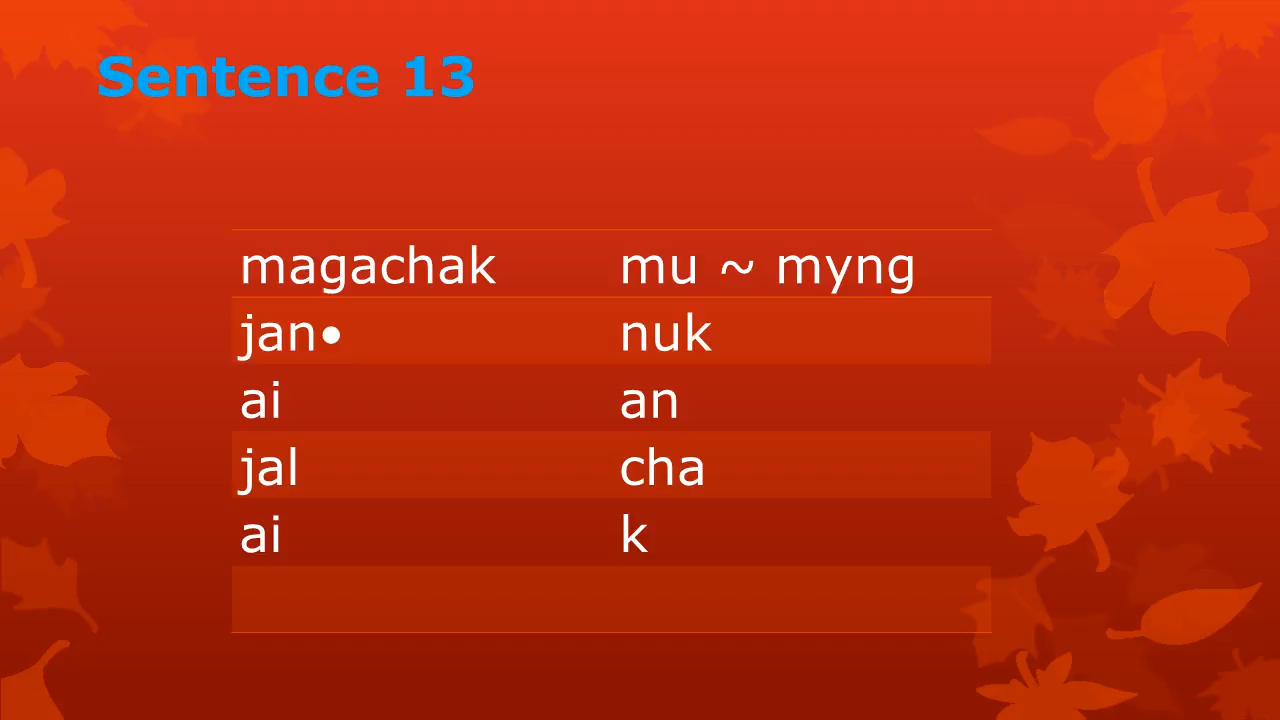 Sentence 13
magachak mu ~ myng
jan• nuk
ai an
jal cha
ai k